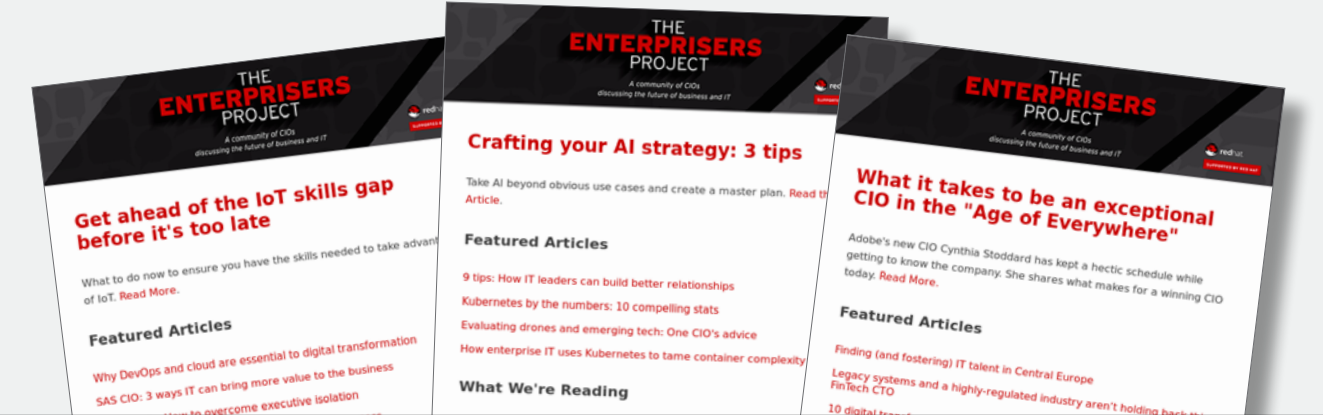 THE
ENTERPRISERS
PROJECT
A community of CIOs
discussing the future of business and IT
redhat
SUPPORTED
Get ahead of the IoT skills gap
before it's too late
What to do now to ensure you have the skills needed to take
of IoT. Read More.
Featured Articles
Why DevOps and cloud are essential to digital transformation
SAS CIO: 3 ways IT can bring more value to the business
to overcome executive isolation
THE
ENTERPRISERS
PROJECT
A community of CIOs
discussing the future of business and IT
Crafting your AI strategy: 3 tips
Take AI beyond obvious use cases and create a master plan. Read
Article.
Featured Articles
9 tips: How IT leaders can build better relationships
Kubernetes by the numbers: 10 compelling stats
Evaluating drones and emerging tech: One CIO's advice
How enterprise IT uses Kubernetes to tame container complexity
What We're Reading
THE
ENTERPRISERS
PROJECT
A community of CIOs
discussing the future of business and IT
redhat
SUPPORTED BY RED HAT
What it takes to be an exceptional
CIO in the "Age of Everywhere"
Adobe's new CIO Cynthia Stoddard has kept a hectic schedule while
getting to know the company. She shares what makes for a winning CIO
today. Read More.
Featured Articles
Finding (and fostering) IT talent in Central Europe
Legacy systems and a highly-regulated industry aren't holding back
FinTech CTO
10 digital